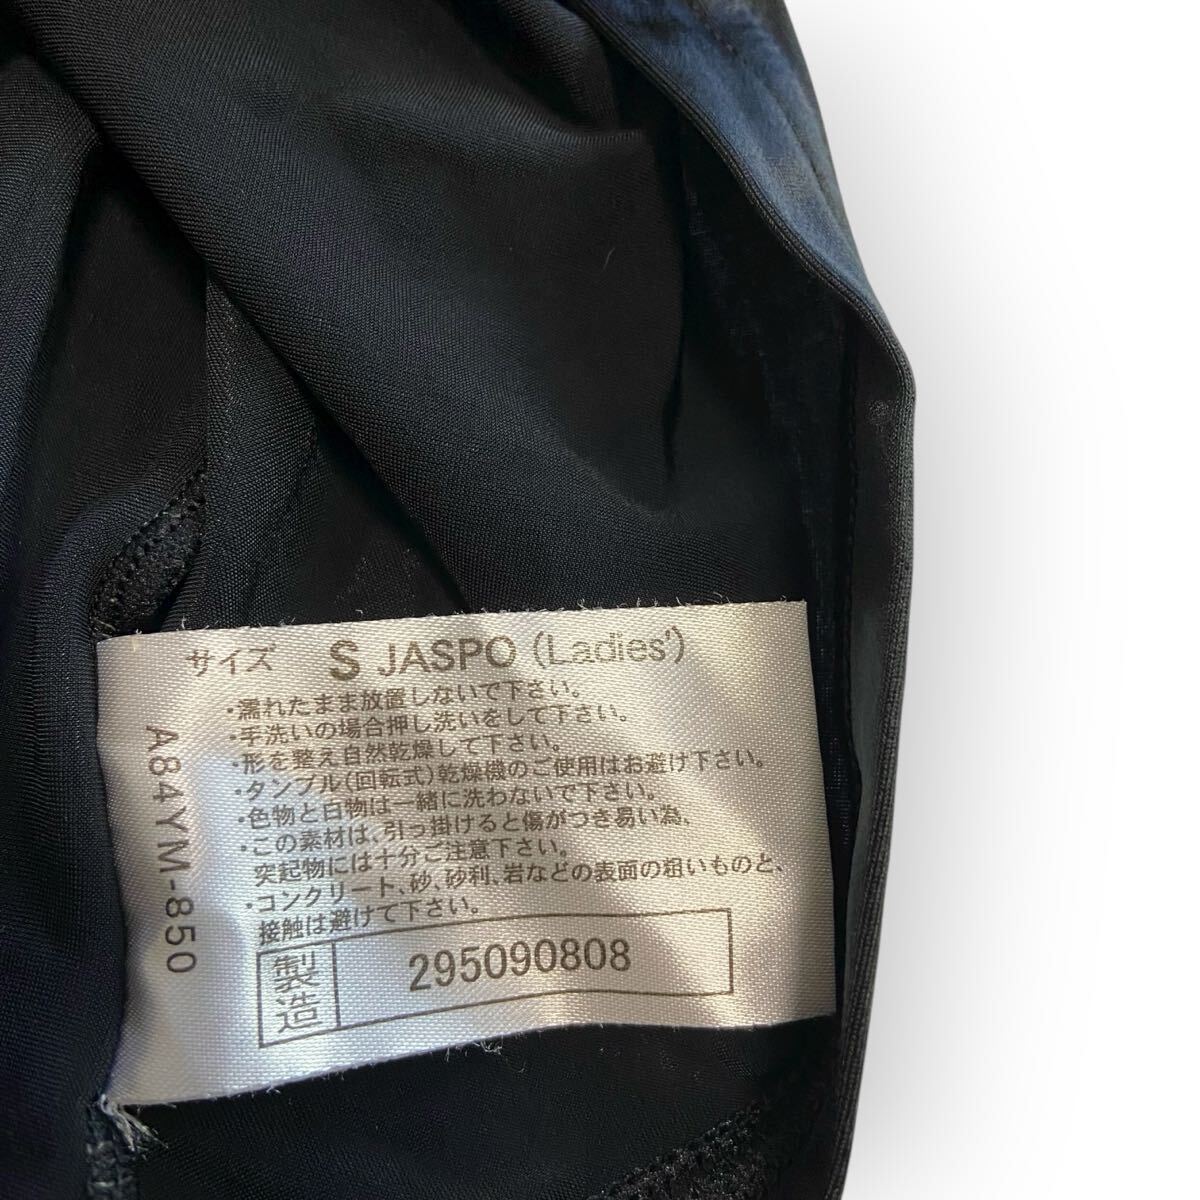 サイズ S JASPO (Ladies')
・濡れたまま放置しないで下さい。
・手洗いの場合押し洗いをして下さい。
・形を整え自然乾燥して下さい。
・タンブル(回転式)乾燥機のご使用はお避け下さい。
・色物と白物は一緒に洗わないで下さい。
・この素材は、引っ掛けると傷がつき易い為、
突起物には十分ご注意下さい。
・コンクリート、砂、砂利、岩などの表面の粗いものと、
接触は避けて下さい。
製造 295090808
A84YM-850